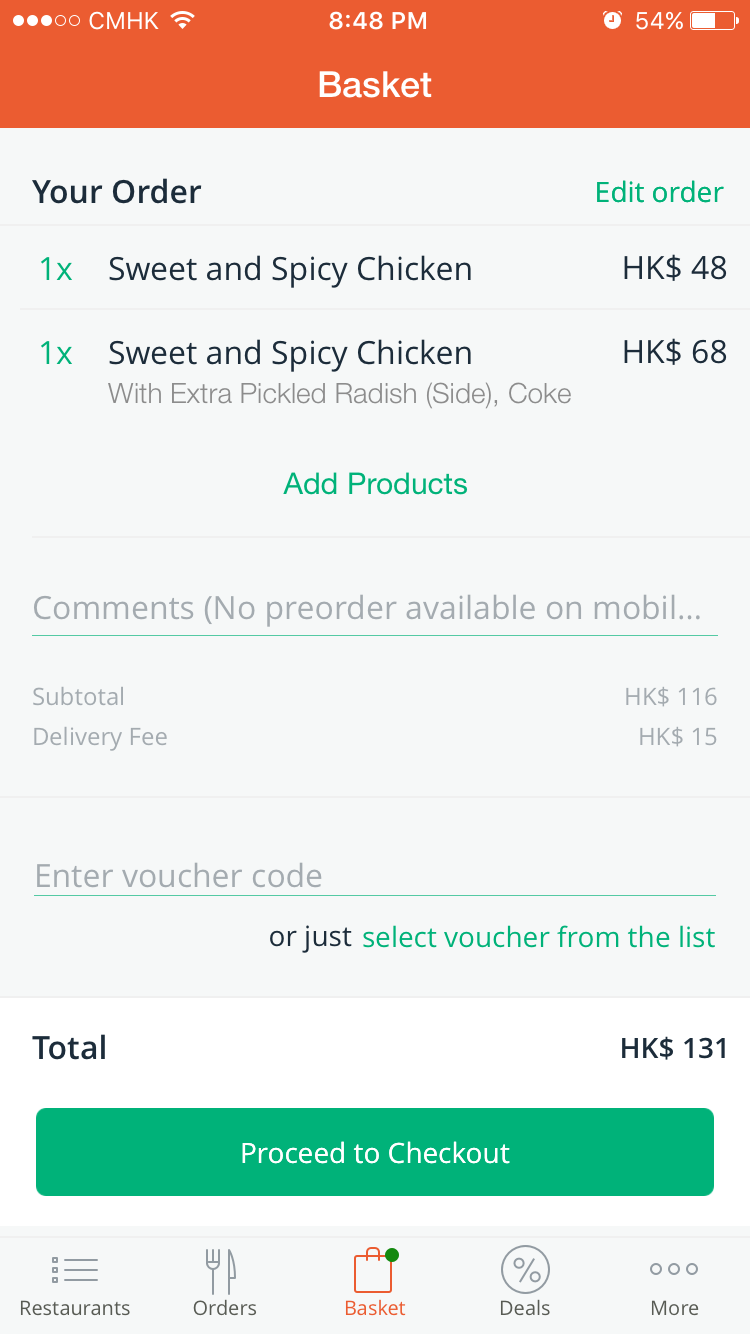 CMHK 8:48 PM 54%
Basket
Your Order Edit order
1x Sweet and Spicy Chicken HK$ 48
1x Sweet and Spicy Chicken HK$ 68
With Extra Pickled Radish (Side), Coke
Add Products
Comments (No preorder available on mobil...
Subtotal HK$ 116
Delivery Fee HK$ 15
Enter voucher code
or just select voucher from the list
Total HK$ 131
Proceed to Checkout
Restaurants Orders Basket Deals More